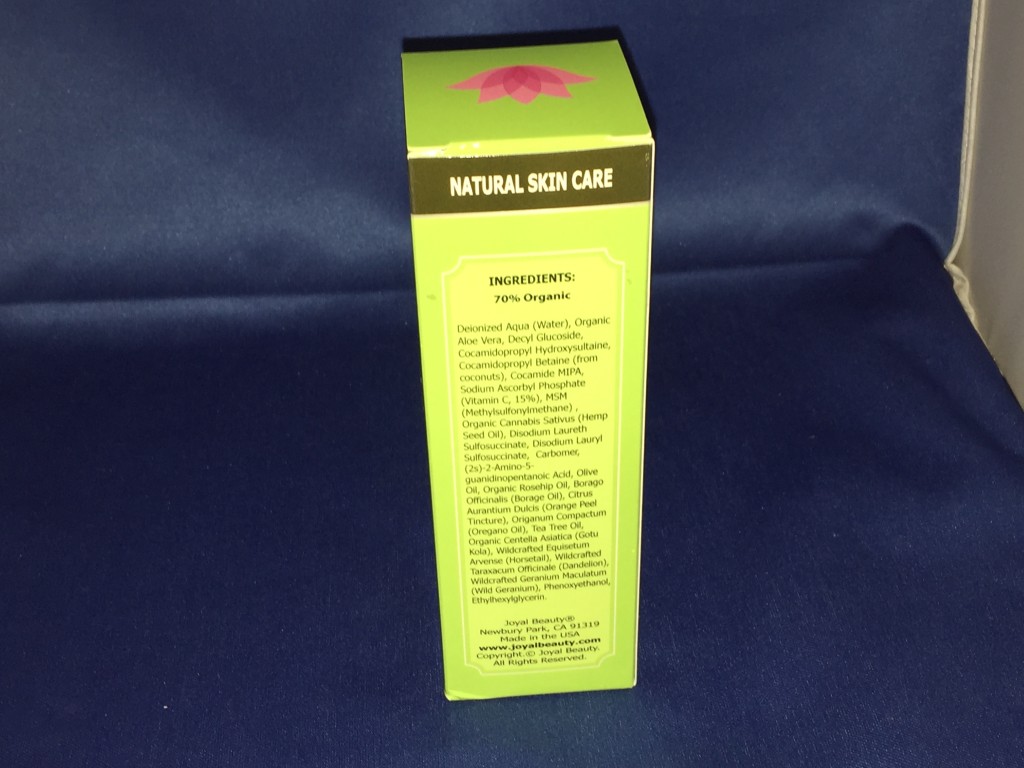 NATURAL SKIN CARE
INGREDIENTS:
70% Organic
Deionized Aqua (Water), Organic
Aloe Vera, Decyl Glucoside,
Cocamidopropyl Hydroxysultaine,
Cocamidopropyl Betaine (from
coconuts), Cocamide MIPA,
Sodium Ascorbyl Phosphate
(Vitamin C, 15%), MSM
(Methylsulfonylmethane) ,
Organic Cannabis Sativus (Hemp
Seed Oil), Disodium Laureth
Sulfosuccinate, Disodium Lauryl
Sulfosuccinate, Carbomer,
(2s)-2-Amino-5-
guanidinopentanoic Acid, Olive
Oil, Organic Rosehip Oil, Borago
Officinalis (Borage Oil), Citrus
Aurantium Dulcis (Orange Peel
Tincture), Origanum Compactum
(Oregano Oil), Tea Tree Oil,
Organic Centella Asiatica (Gotu
Kola), Wildcrafted Equisetum
Arvense (Horsetail), Wildcrafted
Taraxacum Officinale (Dandelion),
Wildcrafted Geranium Maculatum
(Wild Geranium), Phenoxyethanol,
Ethylhexylglycerin.
Joyal Beauty®
Newbury Park, CA 91319
Made in the USA
www.joyalbeauty.com
Copyright.© Joyal Beauty.
All Rights Reserved.